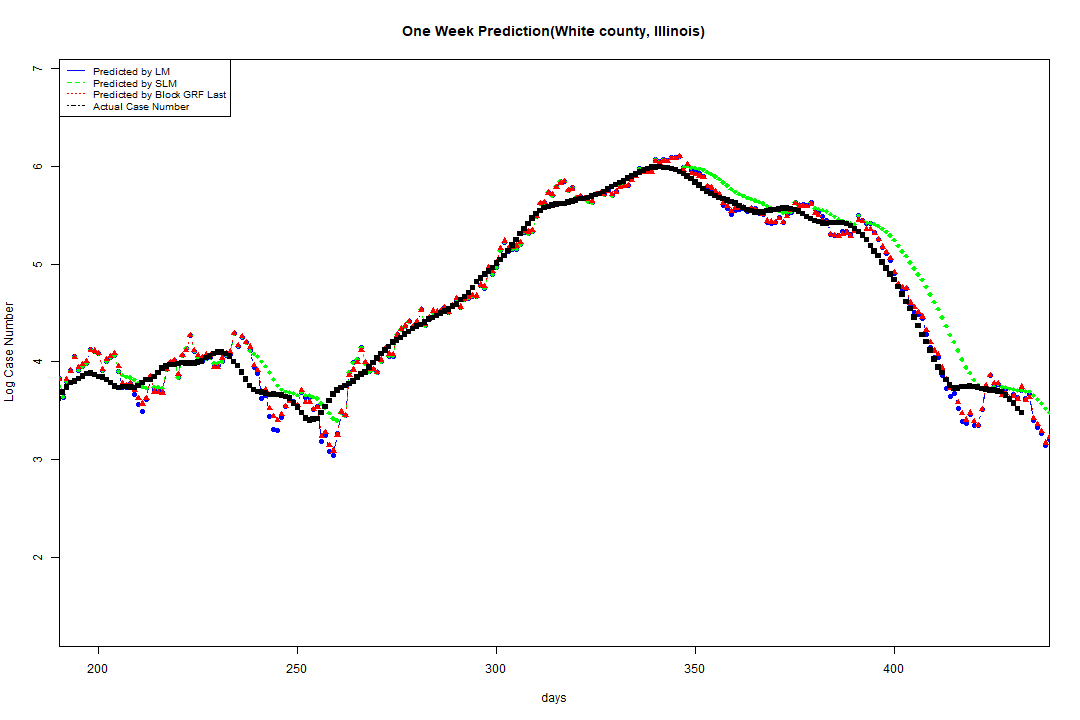 One Week Prediction(White county, Illinois)
Predicted by LM
Predicted by SLM
Predicted by Block GRF Last
Actual Case Number
7
6
5
4
3
2
Log Case Number
200 250 300 350 400
days